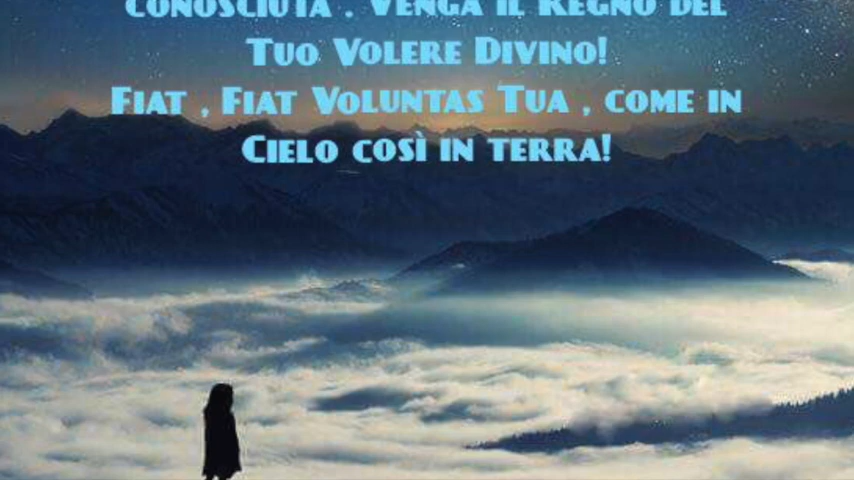 CONOSCIUTA . VENGA IL REGNO DEL
TUO VOLERE DIVINO!
FIAT , FIAT VOLUNTAS TUA , COME IN
CIELO COSÌ IN TERRA!